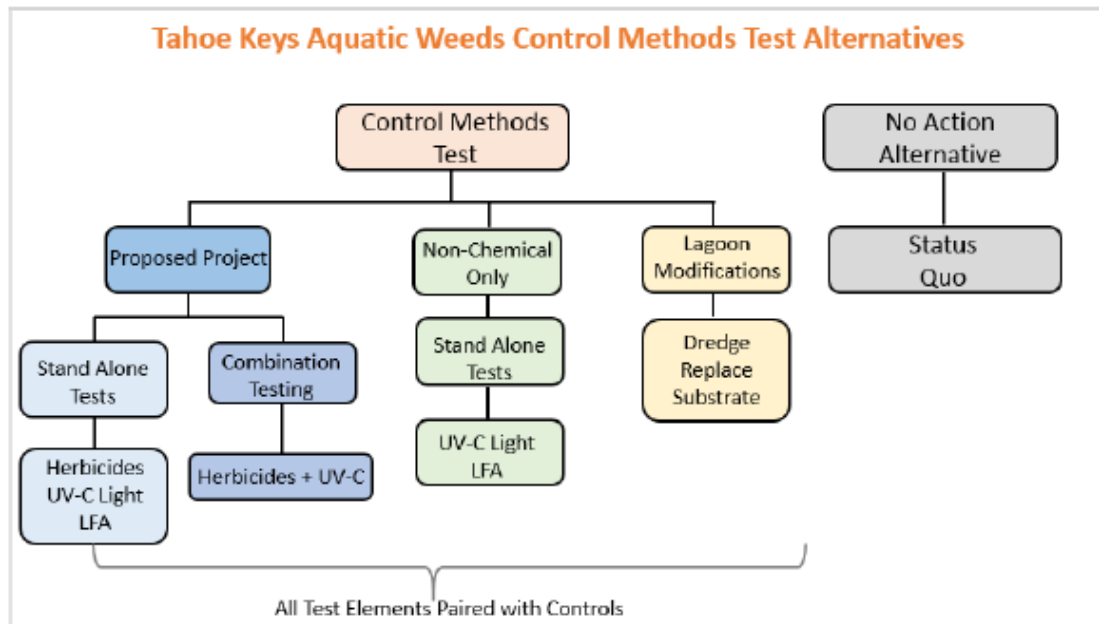 Tahoe Keys Aquatic Weeds Control Methods Test Alternatives
Control Methods
Test
No Action
Alternative
Proposed Project
Non-Chemical
Only
Lagoon
Modifications
Status
Quo
Stand Alone
Tests
Combination
Testing
Stand Alone
Tests
Dredge
Replace
Substrate
Herbicides
UV-C Light
LFA
Herbicides + UV-C
UV-C Light
LFA
All Test Elements Paired with Controls